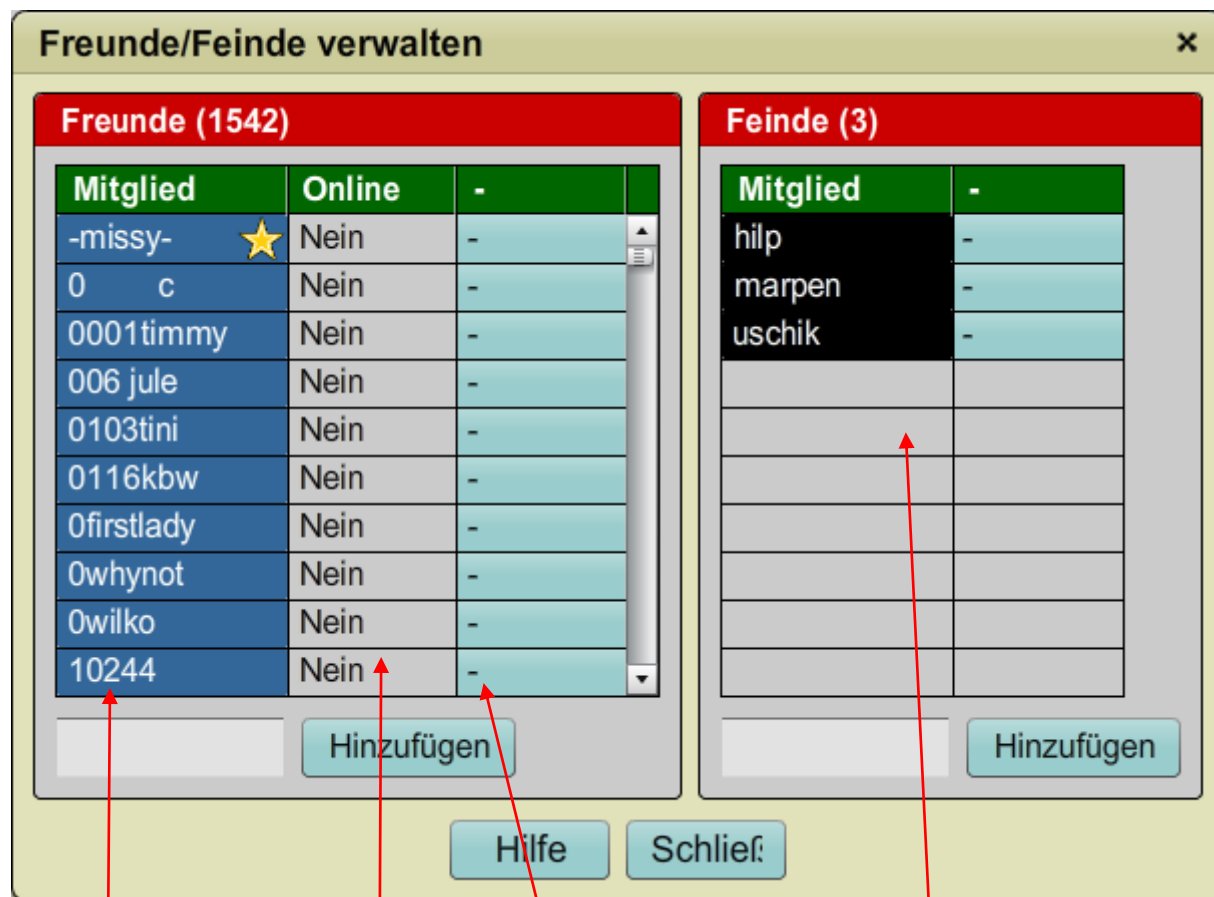 Freunde/Feinde verwalten ×
Freunde (1542)
Mitglied Online -
-missy- Nein -
0 c Nein -
0001timmy Nein -
006 jule Nein -
0103tini Nein -
0116kbw Nein -
0firstlady Nein -
0whynot Nein -
0wilko Nein -
10244 Nein -
Hinzufügen
Feinde (3)
Mitglied -
hilp -
marpen -
uschik -
Hinzufügen
Hilfe Schließ